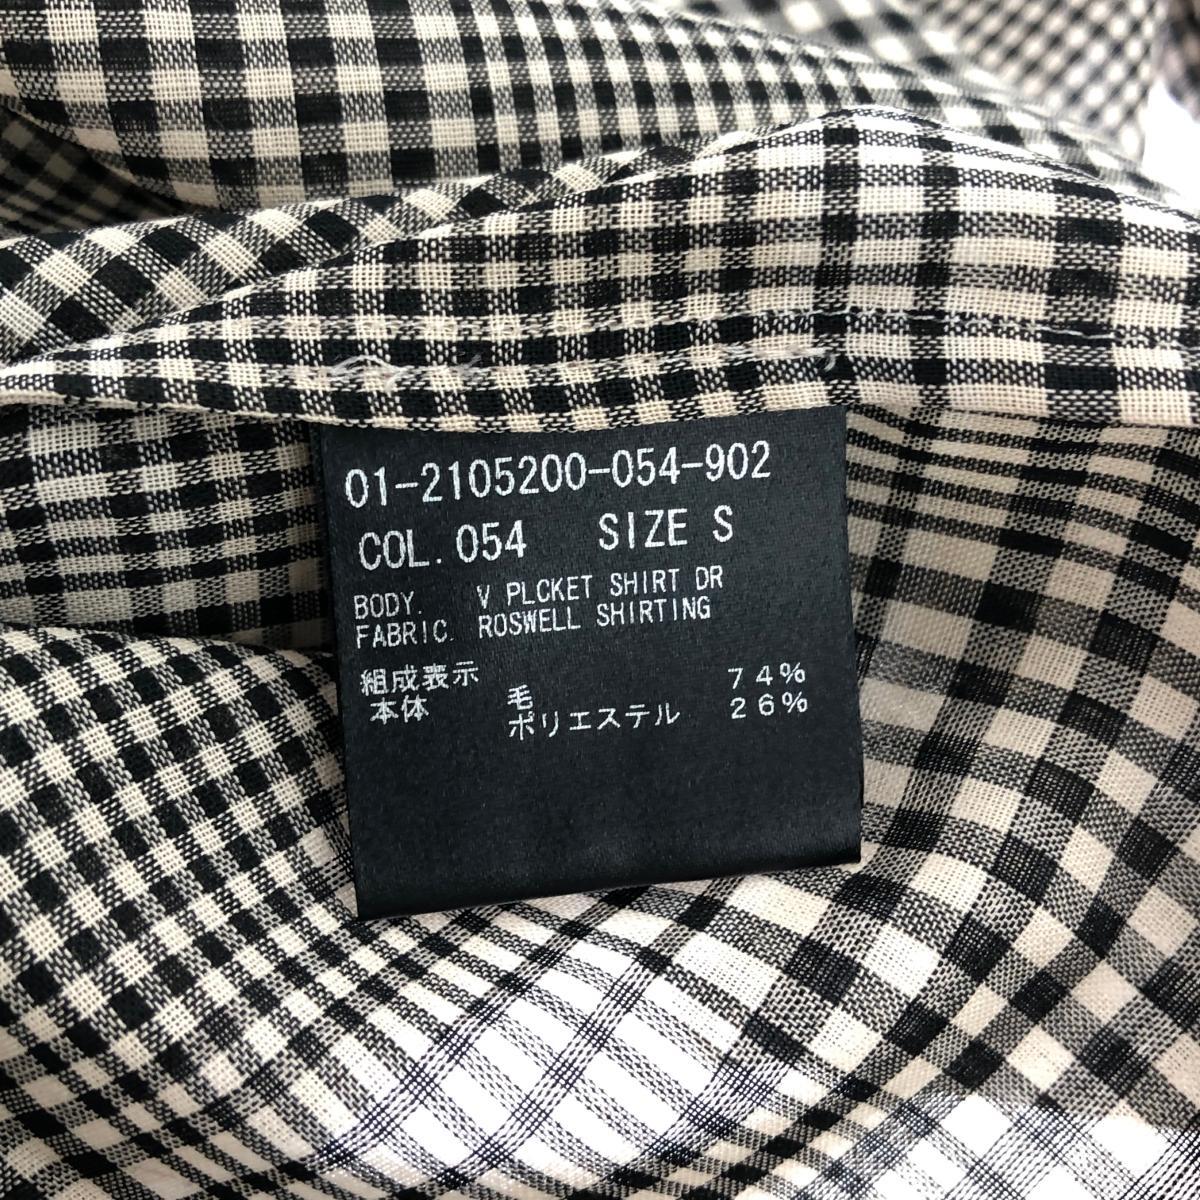 01-2105200-054-902
COL. 054 SIZE S
BODY. V PLCKET SHIRT DR
FABRIC. ROSWELL SHIRTING
組成表示
本体 毛 74%
ポリエステル 26%